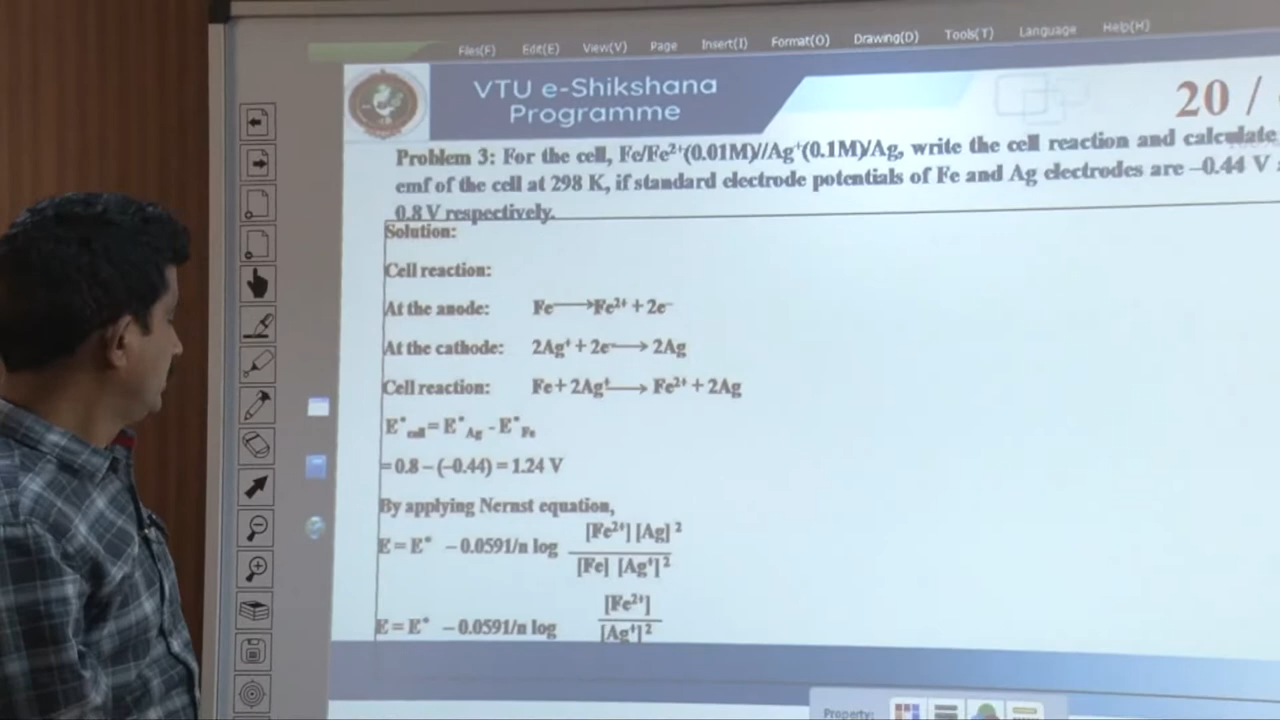 Files(F) Edit(E) View(V) Page Insert(I) Format(O) Drawing(D) Tools(T) Language Help(H)
VTU e-Shikshana
Programme
20 /
Problem 3: For the cell, Fe/Fe²⁺(0.01M)//Ag⁺(0.1M)/Ag, write the cell reaction and calculate
emf of the cell at 298 K, if standard electrode potentials of Fe and Ag electrodes are –0.44 V
0.8 V respectively.
Solution:
Cell reaction:
At the anode: Fe⟶Fe²⁺ + 2e⁻
At the cathode: 2Ag⁺ + 2e⁻⟶ 2Ag
Cell reaction: Fe + 2Ag⁺⟶ Fe²⁺ + 2Ag
E°cell = E°Ag - E°Fe
= 0.8 – (–0.44) = 1.24 V
By applying Nernst equation,
E = E° – 0.0591/n log [Fe²⁺] [Ag]²
[Fe] [Ag⁺]²
E = E° – 0.0591/n log [Fe²⁺]
[Ag⁺]²
Property: